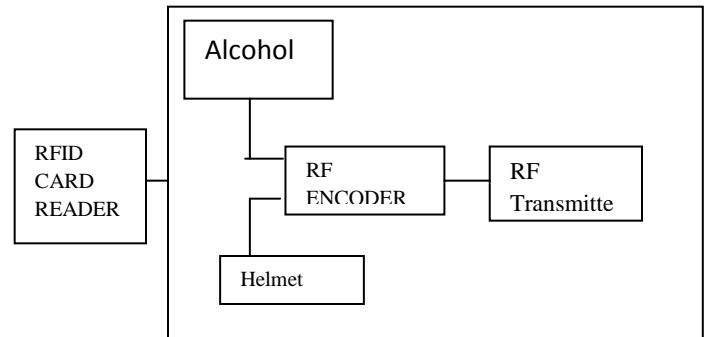 Alcohol
RFID
CARD
READER
RF
ENCODER
RF
Transmitte
Helmet